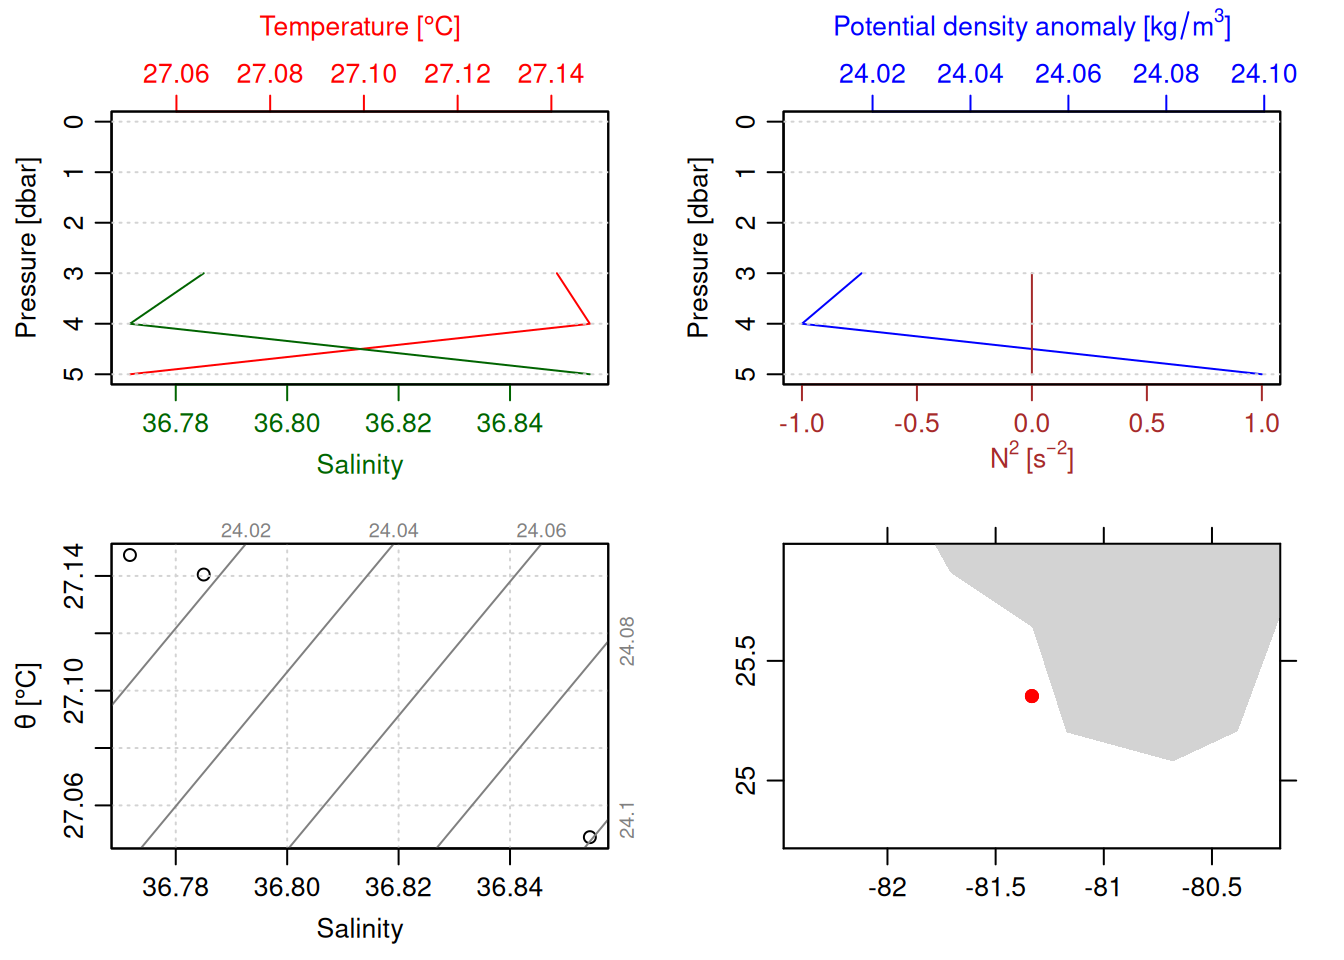 Temperature [°C]
27.06 27.08 27.10 27.12 27.14
Pressure [dbar]
0
1
2
3
4
5
36.78 36.80 36.82 36.84
Salinity
Potential density anomaly [kg/m³]
24.02 24.04 24.06 24.08 24.10
Pressure [dbar]
0
1
2
3
4
5
-1.0 -0.5 0.0 0.5 1.0
N² [s⁻²]
24.02 24.04 24.06
24.08
24.1
θ [°C]
27.14
27.10
27.06
36.78 36.80 36.82 36.84
Salinity
25.5
25
-82 -81.5 -81 -80.5